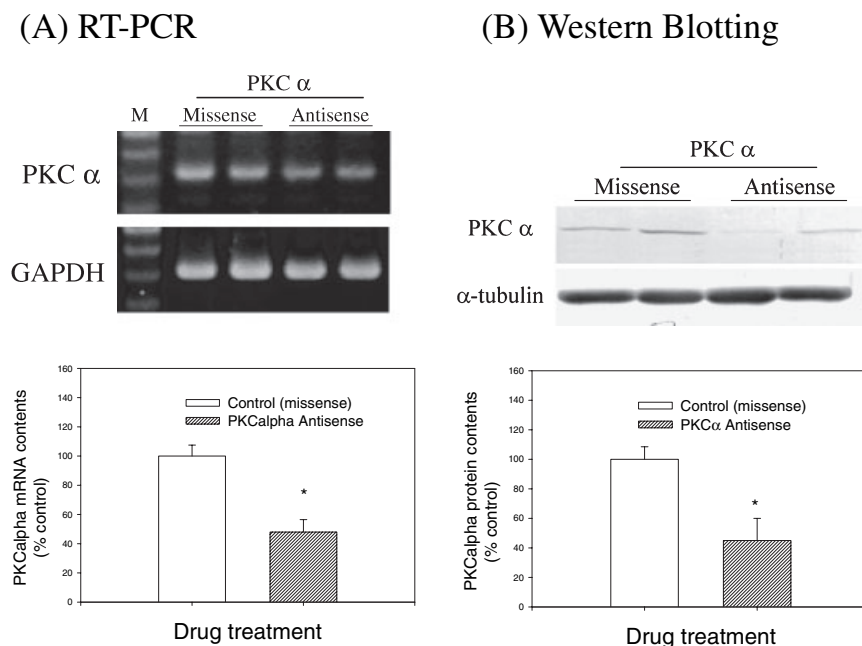 (A) RT-PCR
PKC α
M Missense Antisense
PKC α
GAPDH
160
140
120
100
80
60
40
20
0
PKCalpha mRNA contents
(% control)
Control (missense)
PKCalpha Antisense
*
Drug treatment
(B) Western Blotting
PKC α
Missense Antisense
PKC α
α-tubulin
160
140
120
100
80
60
40
20
0
PKCalpha protein contents
(% control)
Control (missense)
PKCα Antisense
*
Drug treatment